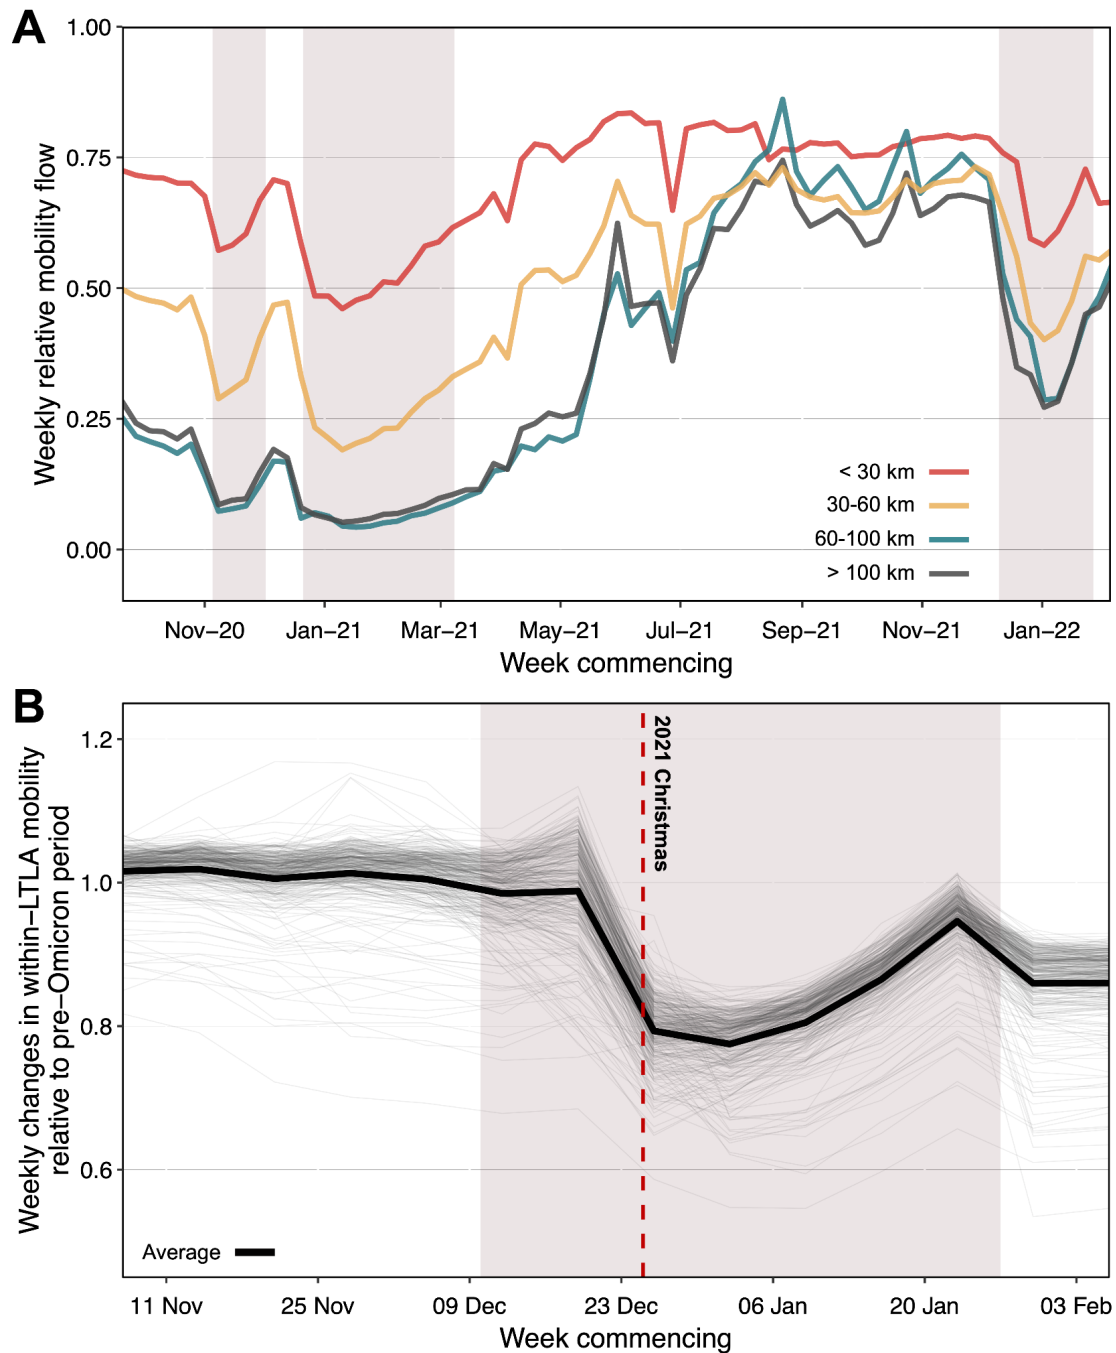 A
Weekly relative mobility flow
1.00
0.75
0.50
0.25
0.00
< 30 km
30-60 km
60-100 km
> 100 km
Nov-20 Jan-21 Mar-21 May-21 Jul-21 Sep-21 Nov-21 Jan-22
Week commencing
B
Weekly changes in within-LTLA mobility
relative to pre-Omicron period
1.2
1.0
0.8
0.6
2021 Christmas
Average
11 Nov 25 Nov 09 Dec 23 Dec 06 Jan 20 Jan 03 Feb
Week commencing